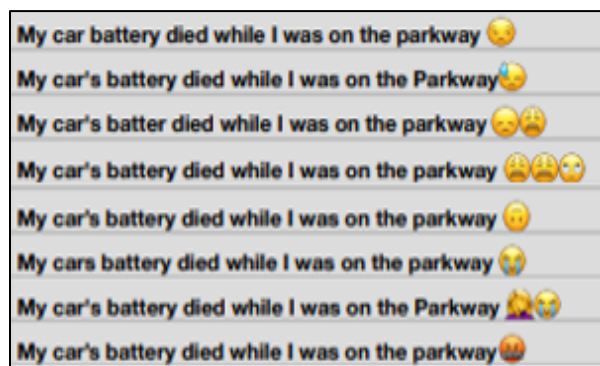 My car battery died while I was on the parkway 😒
My car's battery died while I was on the Parkway😓
My car's batter died while I was on the parkway 😞😩
My car's battery died while I was on the parkway 😩😩🙄
My car's battery died while I was on the parkway 🙃
My cars battery died while I was on the parkway 😭
My car's battery died while I was on the Parkway 🤦‍♀️😭
My car's battery died while I was on the parkway🤬